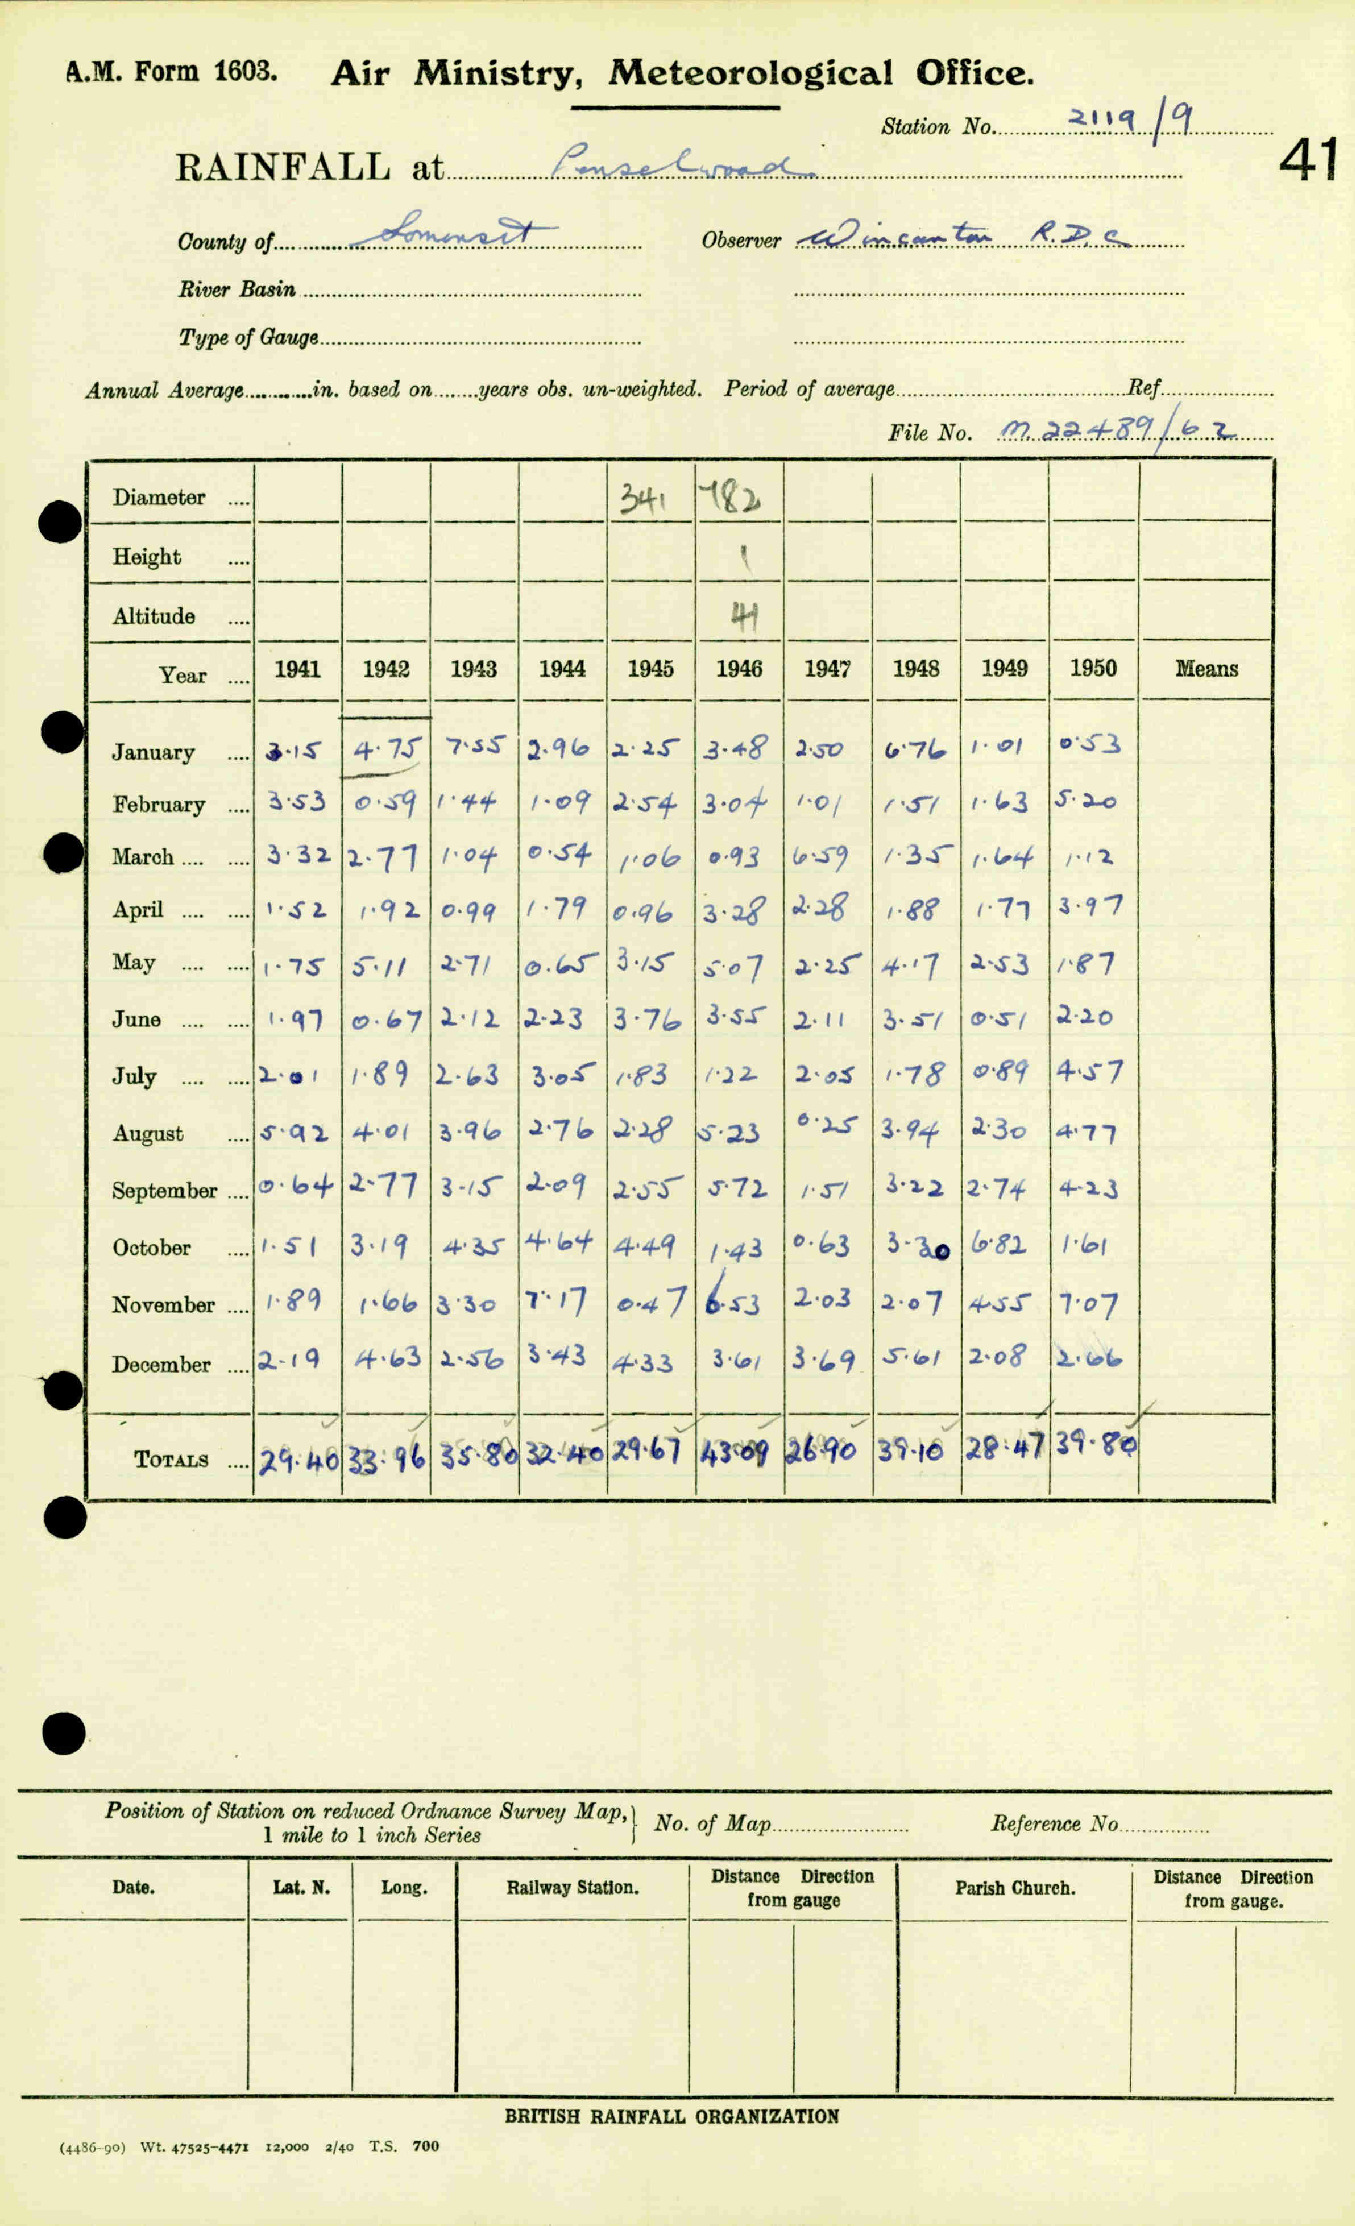 A.M. Form 1603. Air Ministry, Meteorological Office.
Station No. 2119/9
41
RAINFALL at Penselwood
County of Somerset Observer Wincanton R.D.C
River Basin
Type of Gauge
Annual Average in. based on years obs. un-weighted. Period of average Ref.
File No. M 22489/62
Diameter 341 782
Height 1
Altitude 41
Year 1941 1942 1943 1944 1945 1946 1947 1948 1949 1950 Means
January 3.15 4.75 7.55 2.96 2.25 3.48 2.50 6.76 1.01 0.53
February 3.53 0.59 1.44 1.09 2.54 3.04 1.01 1.51 1.63 5.20
March 3.32 2.77 1.04 0.54 1.06 0.93 6.59 1.35 1.64 1.12
April 1.52 1.92 0.99 1.79 0.96 3.28 2.28 1.88 1.77 3.97
May 1.75 5.11 2.71 0.65 3.15 5.07 2.25 4.17 2.53 1.87
June 1.97 0.67 2.12 2.23 3.76 3.55 2.11 3.51 0.51 2.20
July 2.01 1.89 2.63 3.05 1.83 1.22 2.05 1.78 0.89 4.57
August 5.92 4.01 3.96 2.76 2.28 5.23 0.25 3.94 2.30 4.77
September 0.64 2.77 3.15 2.09 2.55 5.72 1.51 3.22 2.74 4.23
October 1.51 3.19 4.35 4.64 4.49 1.43 0.63 3.30 6.82 1.61
November 1.89 1.66 3.30 7.17 0.47 6.53 2.03 2.07 4.55 7.07
December 2.19 4.63 2.56 3.43 4.33 3.61 3.69 5.61 2.08 2.66
TOTALS 29.40 33.96 35.80 32.40 29.67 43.09 26.90 39.10 28.47 39.80
Position of Station on reduced Ordnance Survey Map,
1 mile to 1 inch Series
No. of Map Reference No.
Date. Lat. N. Long. Railway Station. Distance Direction from gauge Parish Church. Distance Direction from gauge.
BRITISH RAINFALL ORGANIZATION
(4486-90) Wt. 47525-4471 12,000 2/40 T.S. 700